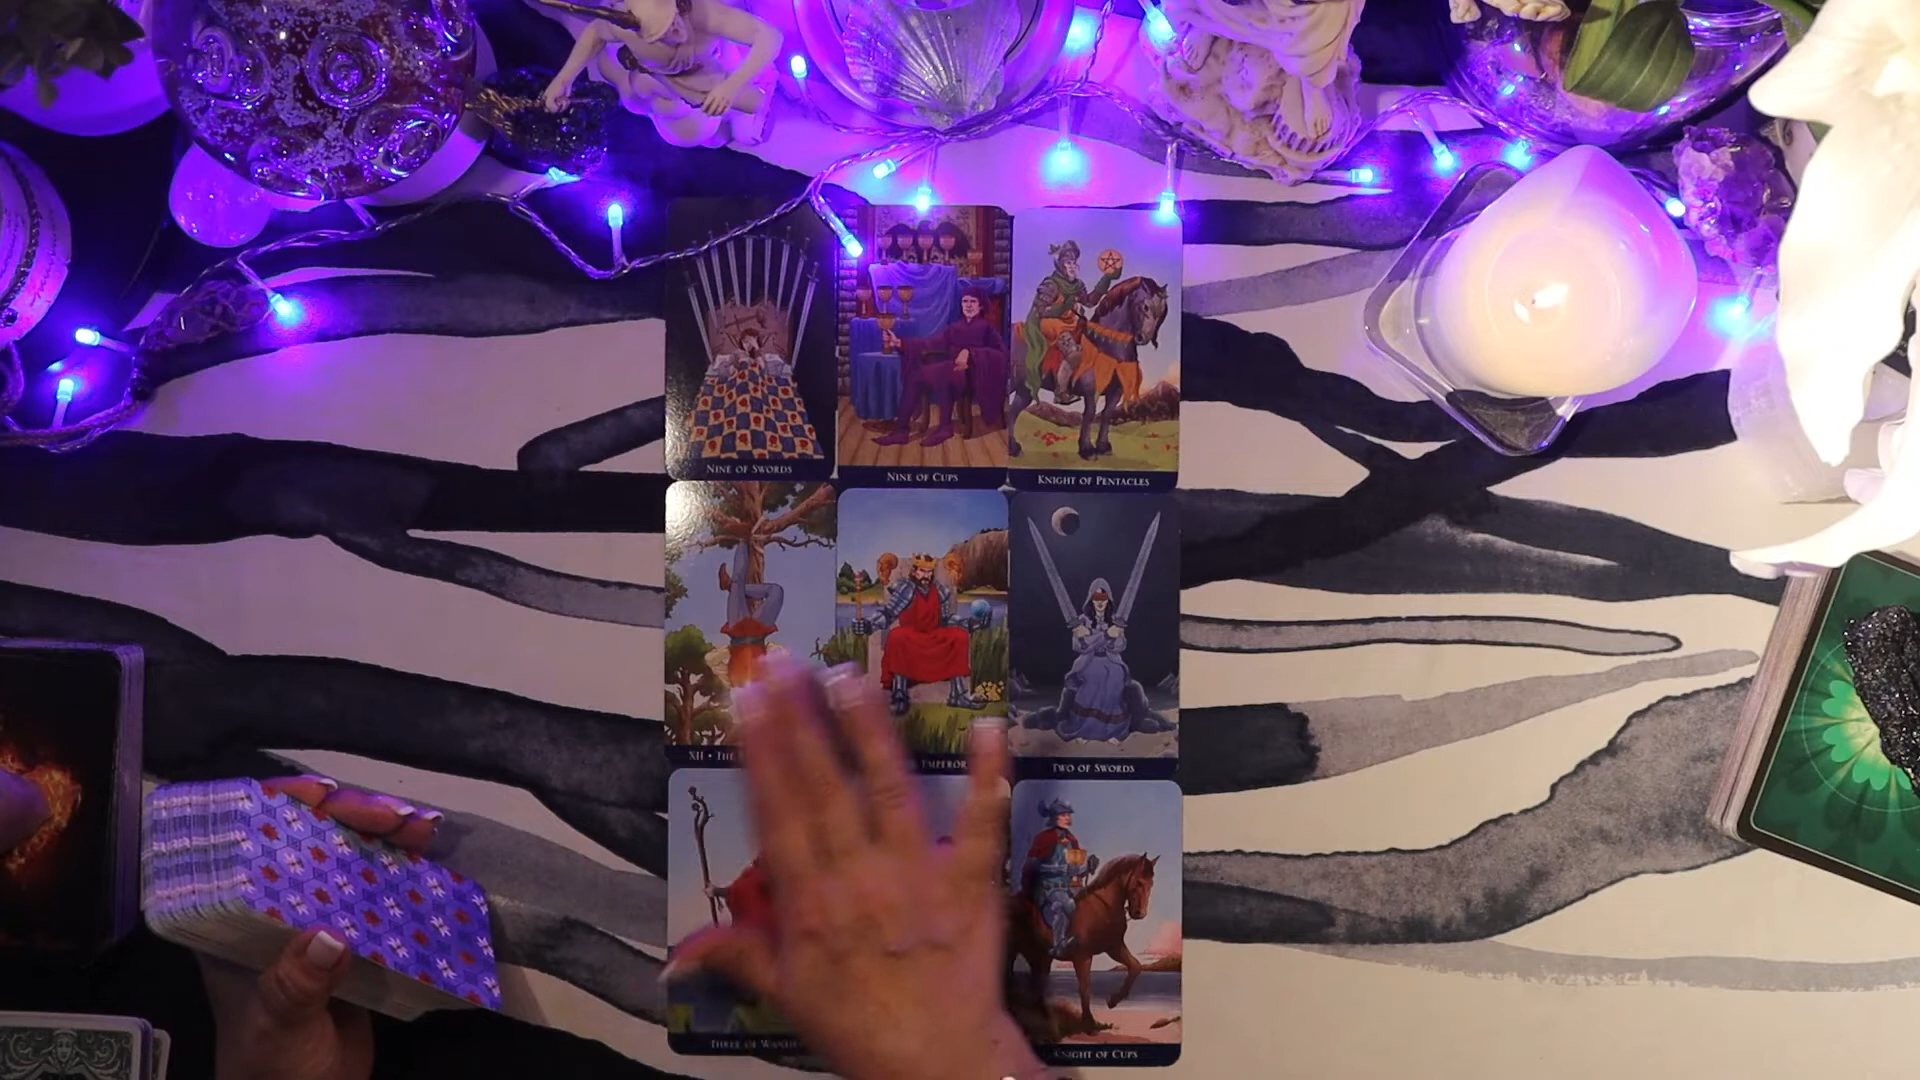 NINE OF SWORDS
NINE OF CUPS
KNIGHT OF PENTACLES
XII • THE
EMPEROR
TWO OF SWORDS
THREE OF WANDS
KNIGHT OF CUPS